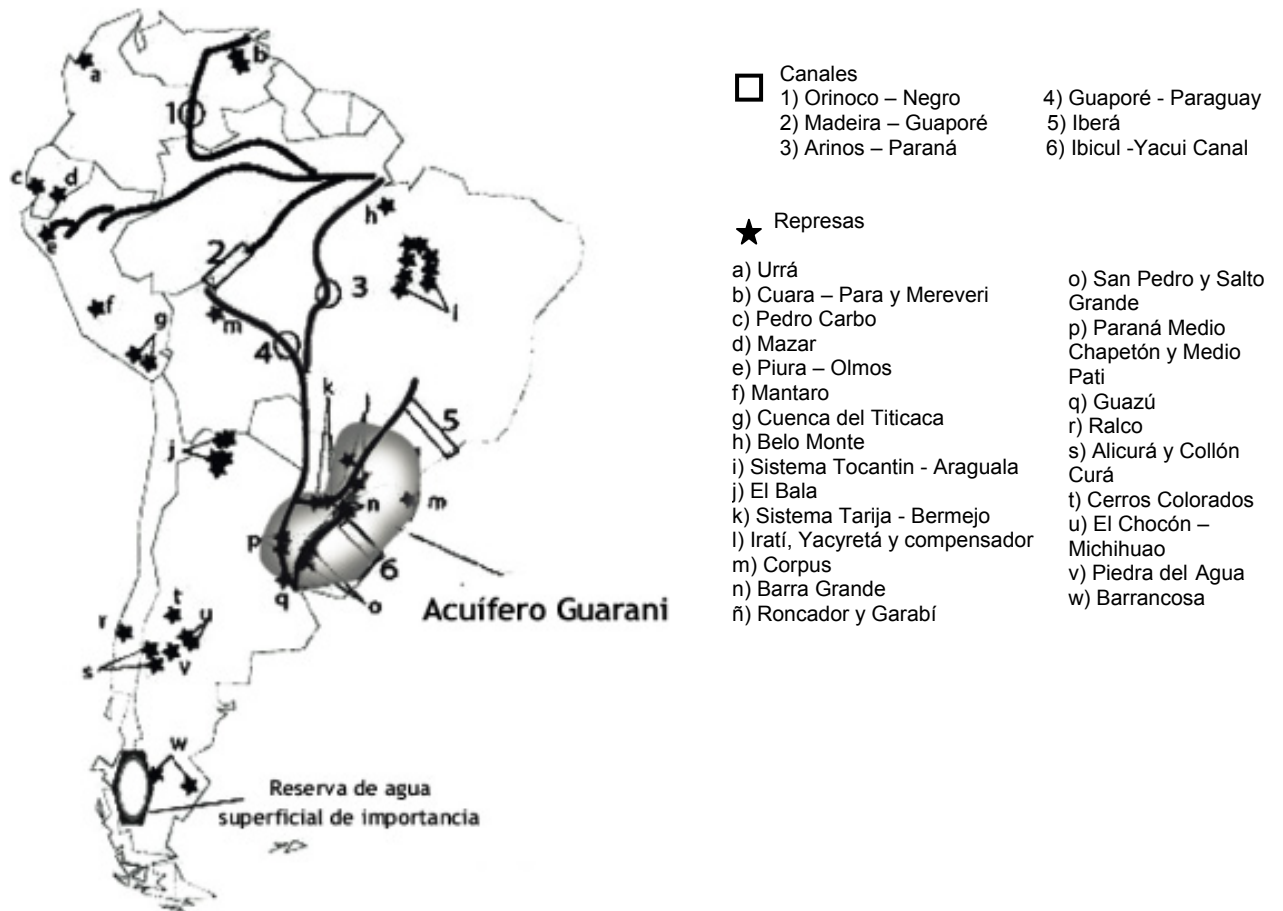 a
b
1
c
d
e
h
2
3
i
f
m
g
4
k
l
5
j
n
m
p
6
q
o
Acuífero Guarani
t
r
u
s
v
w
Reserva de agua
superficial de importancia
Canales
1) Orinoco – Negro
2) Madeira – Guaporé
3) Arinos – Paraná
4) Guaporé - Paraguay
5) Iberá
6) Ibicul -Yacui Canal
Represas
a) Urrá
b) Cuara – Para y Mereveri
c) Pedro Carbo
d) Mazar
e) Piura – Olmos
f) Mantaro
g) Cuenca del Titicaca
h) Belo Monte
i) Sistema Tocantin - Araguala
j) El Bala
k) Sistema Tarija - Bermejo
l) Iratí, Yacyretá y compensador
m) Corpus
n) Barra Grande
ñ) Roncador y Garabí
o) San Pedro y Salto
Grande
p) Paraná Medio
Chapetón y Medio
Pati
q) Guazú
r) Ralco
s) Alicurá y Collón
Curá
t) Cerros Colorados
u) El Chocón –
Michihuao
v) Piedra del Agua
w) Barrancosa